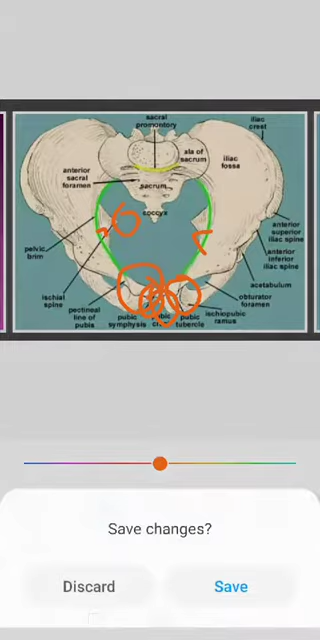 sacral
promontory
iliac
crest
ala of
sacrum
iliac
fossa
anterior
sacral
foramen
sacrum
coccyx
anterior
superior
iliac spine
pelvic
brim
anterior
inferior
iliac spine
acetabulum
ischial
spine
obturator
foramen
pectineal
line of
pubis
pubic
symphysis
pubic
tubercle
ischiopubic
ramus
Save changes?
Discard
Save